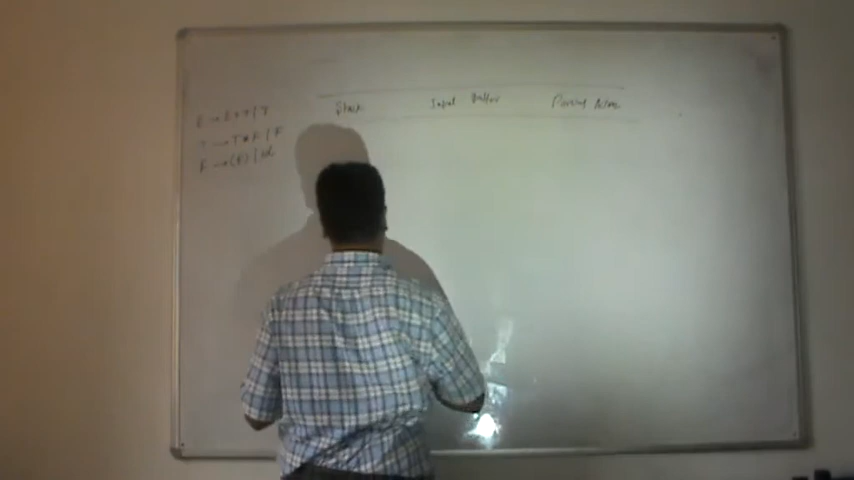 Stack Input Buffer Parsing Action
E → E + T | T
T → T * F | F
F → (E) | id